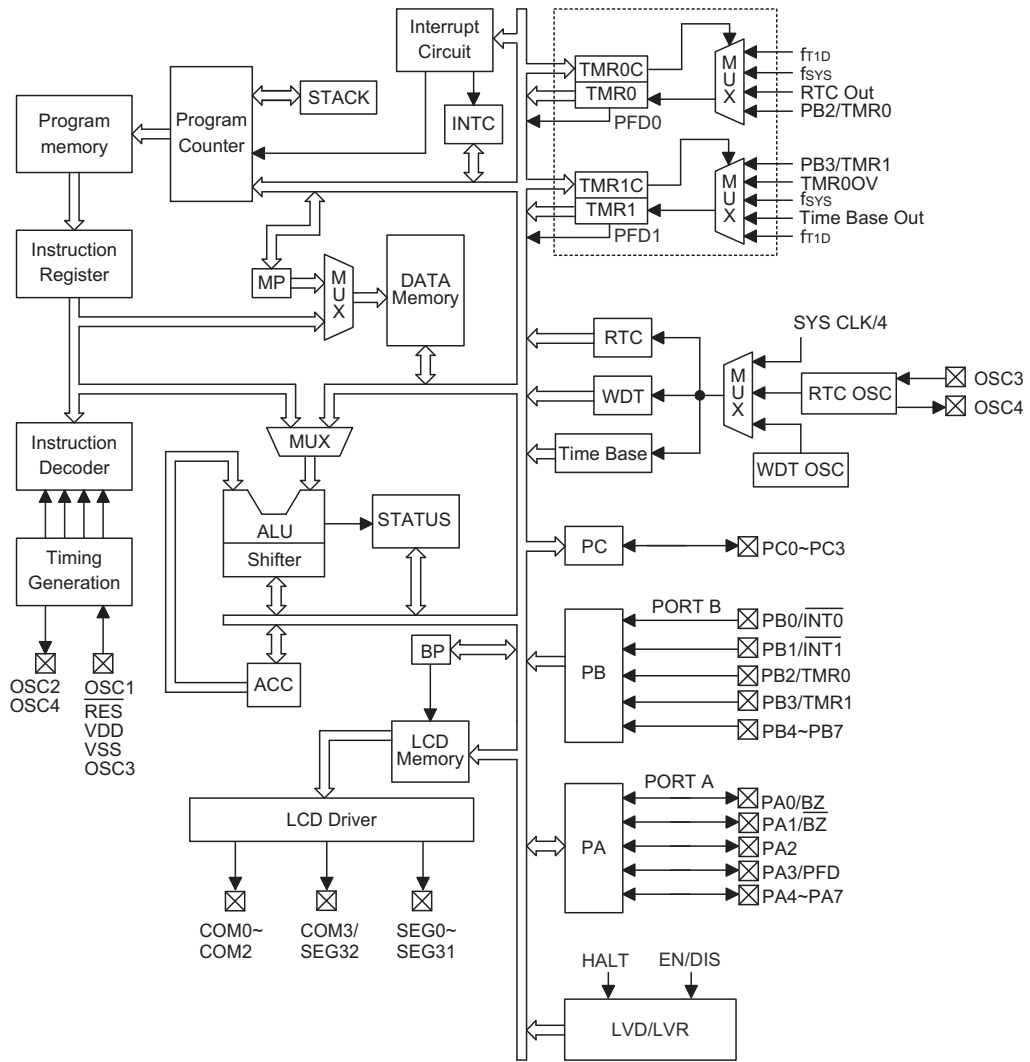 Interrupt
Circuit
STACK
Program
memory
Program
Counter
INTC
TMR0C
TMR0
PFD0
MUX
fT1D
fSYS
RTC Out
PB2/TMR0
TMR1C
TMR1
PFD1
MUX
PB3/TMR1
TMR0OV
fSYS
Time Base Out
fT1D
Instruction
Register
MP
MUX
DATA
Memory
RTC
WDT
Time Base
MUX
SYS CLK/4
RTC OSC
OSC3
OSC4
WDT OSC
Instruction
Decoder
MUX
ALU
Shifter
STATUS
Timing
Generation
OSC2
OSC4
OSC1
RES
VDD
VSS
OSC3
ACC
BP
LCD
Memory
LCD Driver
COM0~
COM2
COM3/
SEG32
SEG0~
SEG31
PC
PC0~PC3
PB
PORT B
PB0/INT0
PB1/INT1
PB2/TMR0
PB3/TMR1
PB4~PB7
PA
PORT A
PA0/BZ
PA1/BZ
PA2
PA3/PFD
PA4~PA7
HALT
EN/DIS
LVD/LVR